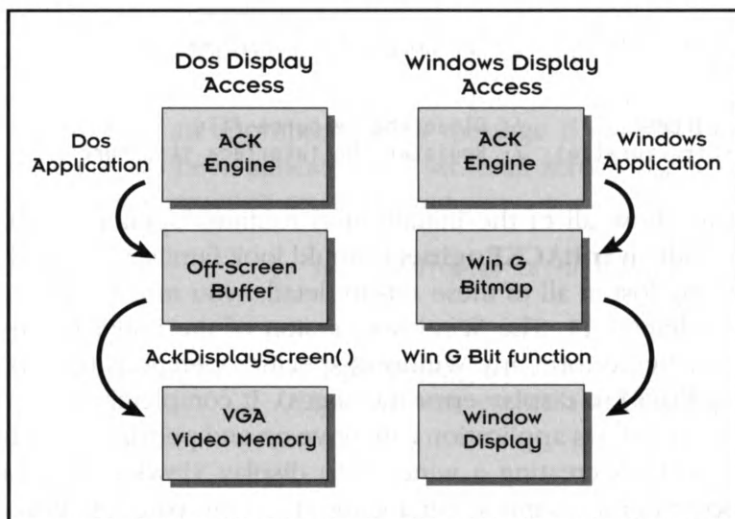 Dos Display
Access
Windows Display
Access
Dos
Application
ACK
Engine
ACK
Engine
Windows
Application
Off-Screen
Buffer
Win G
Bitmap
AckDisplayScreen()
Win G Blit function
VGA
Video Memory
Window
Display